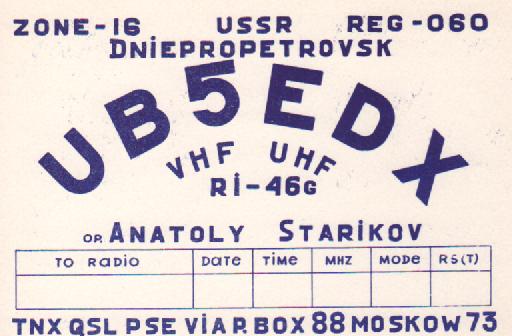 ZONE-16 USSR REG-060
DNiEPROPETROVSK
UB5EDX
VHF UHF
Ri-46G
OP. ANATOLY STARiKOV
TO RADIO DATE TiME MHZ MODE RS(T)
TNX QSL PSE ViA P. BOX 88 MOSKOW 73